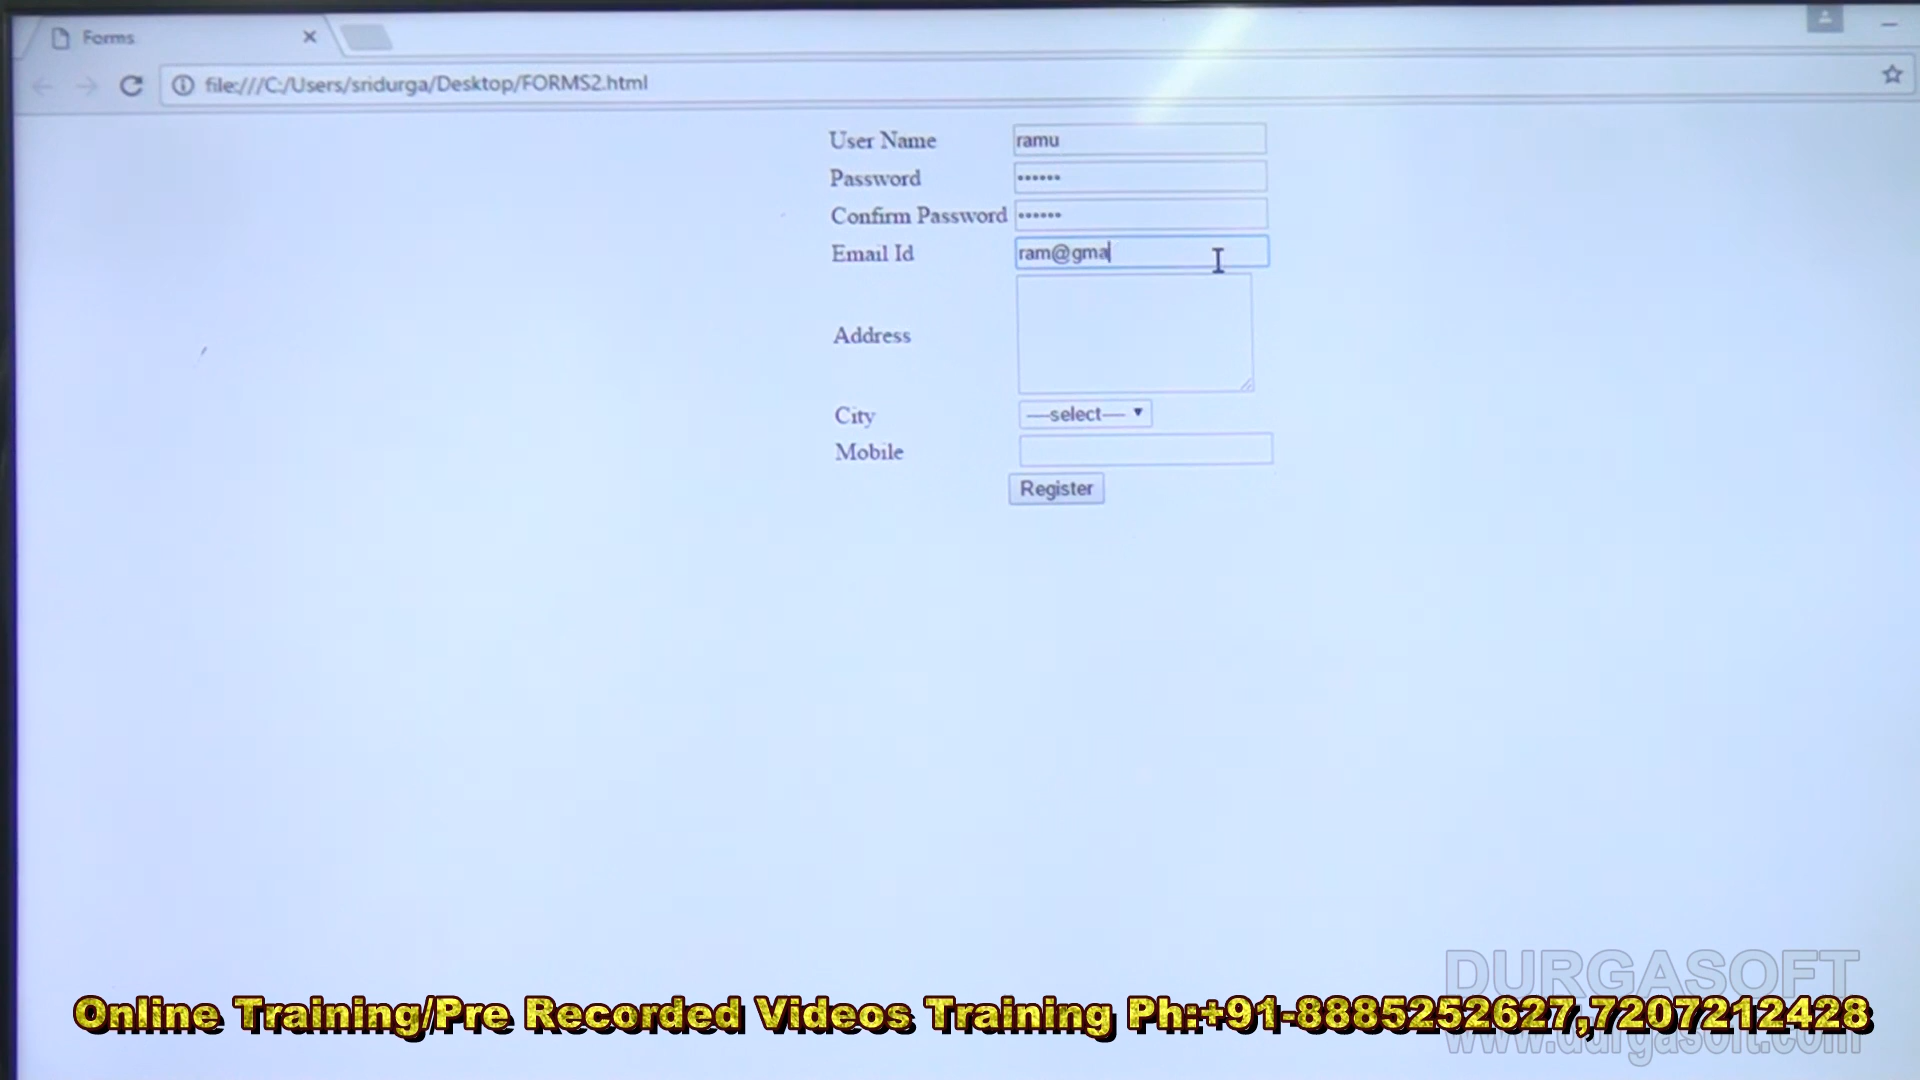 Forms
file:///C:/Users/sridurga/Desktop/FORMS2.html
User Name ramu
Password ••••••
Confirm Password ••••••
Email Id ram@gma
Address
City ---select---
Mobile
Register
DURGASOFT
Online Training/Pre Recorded Videos Training Ph:+91-8885252627,7207212428
www.durgasoft.com